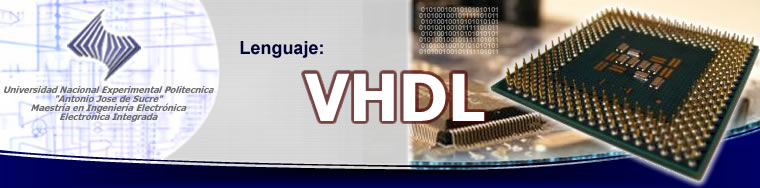 Universidad Nacional Experimental Politecnica
"Antonio Jose de Sucre"
Maestría en Ingeniería Electrónica
Electrónica Integrada
Lenguaje:
VHDL